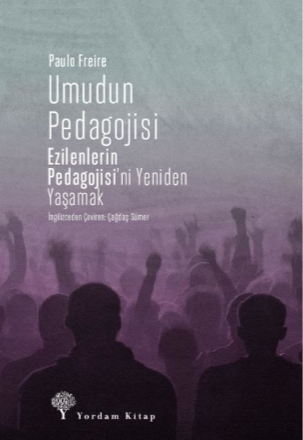 Paulo Freire
Umudun
Pedagojisi
Ezilenlerin
Pedagojisi'ni Yeniden
Yaşamak
İngilizceden Çeviren: Çağdaş Sümer
Yordam Kitap